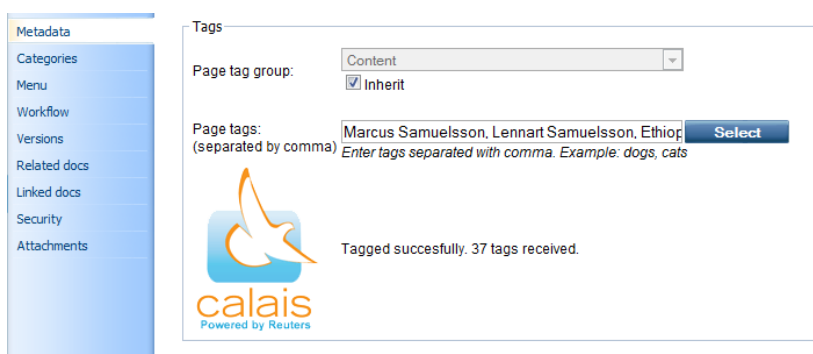 Metadata
Categories
Menu
Workflow
Versions
Related docs
Linked docs
Security
Attachments
Tags
Page tag group:
Content
Inherit
Page tags:
(separated by comma)
Marcus Samuelsson, Lennart Samuelsson, Ethiop
Select
Enter tags separated with comma. Example: dogs, cats
Tagged succesfully. 37 tags received.
calais
Powered by Reuters